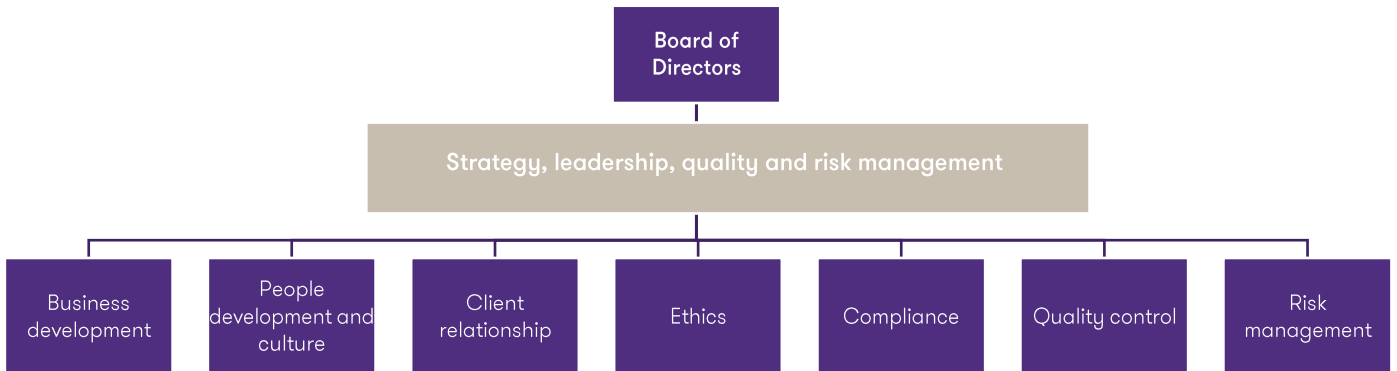 Board of
Directors
Strategy, leadership, quality and risk management
Business
development
People
development and
culture
Client
relationship
Ethics
Compliance
Quality control
Risk
management